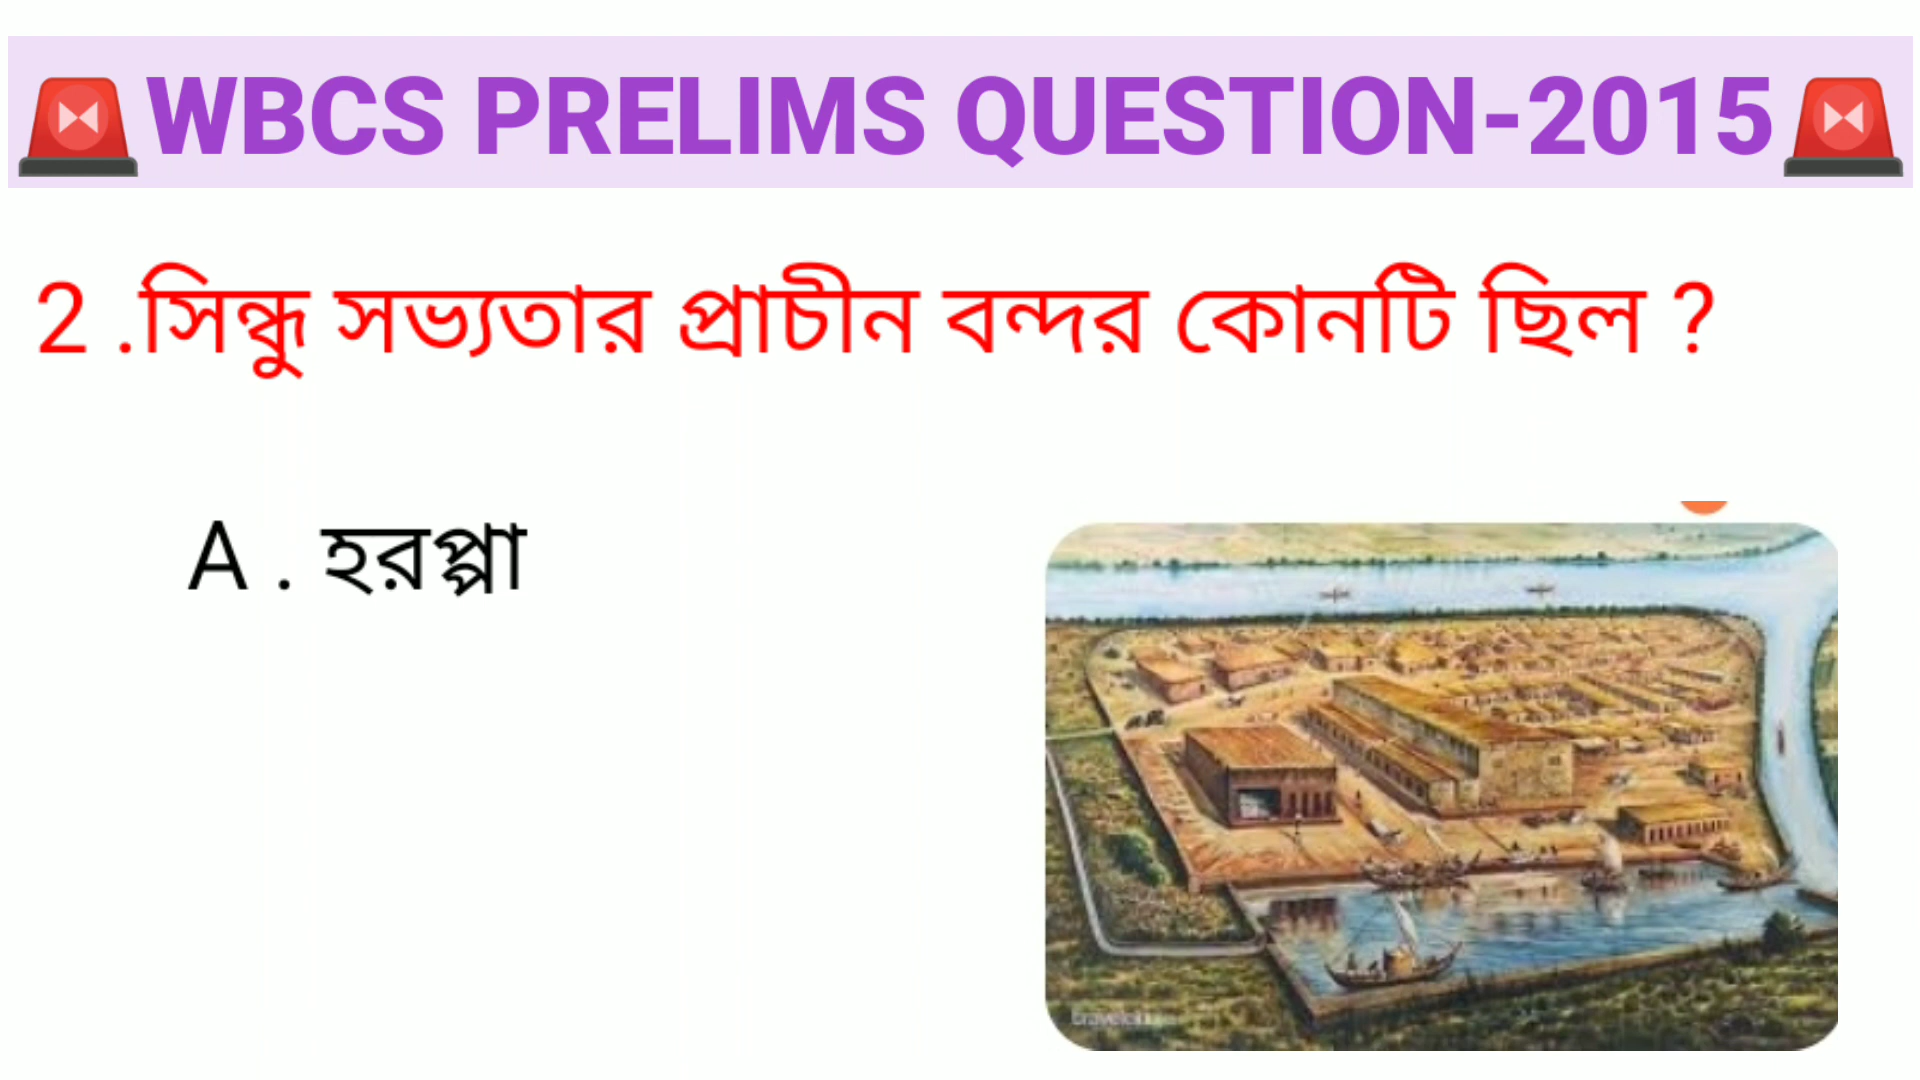 🚨WBCS PRELIMS QUESTION-2015🚨
2 .সিন্ধু সভ্যতার প্রাচীন বন্দর কোনটি ছিল ?
A . হরপ্পা